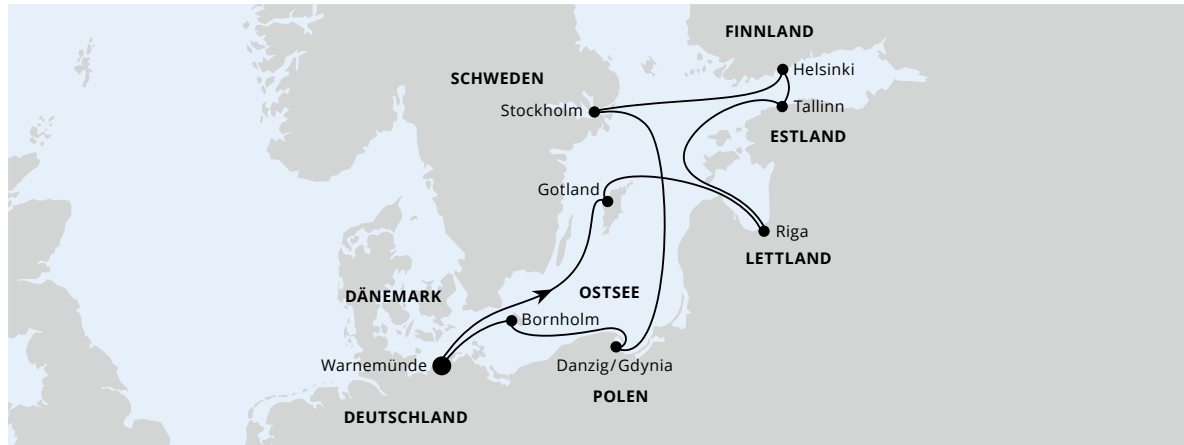 FINNLAND
Helsinki
SCHWEDEN
Stockholm
Tallinn
ESTLAND
Gotland
Riga
LETTLAND
OSTSEE
DÄNEMARK
Bornholm
Warnemünde
Danzig/Gdynia
POLEN
DEUTSCHLAND